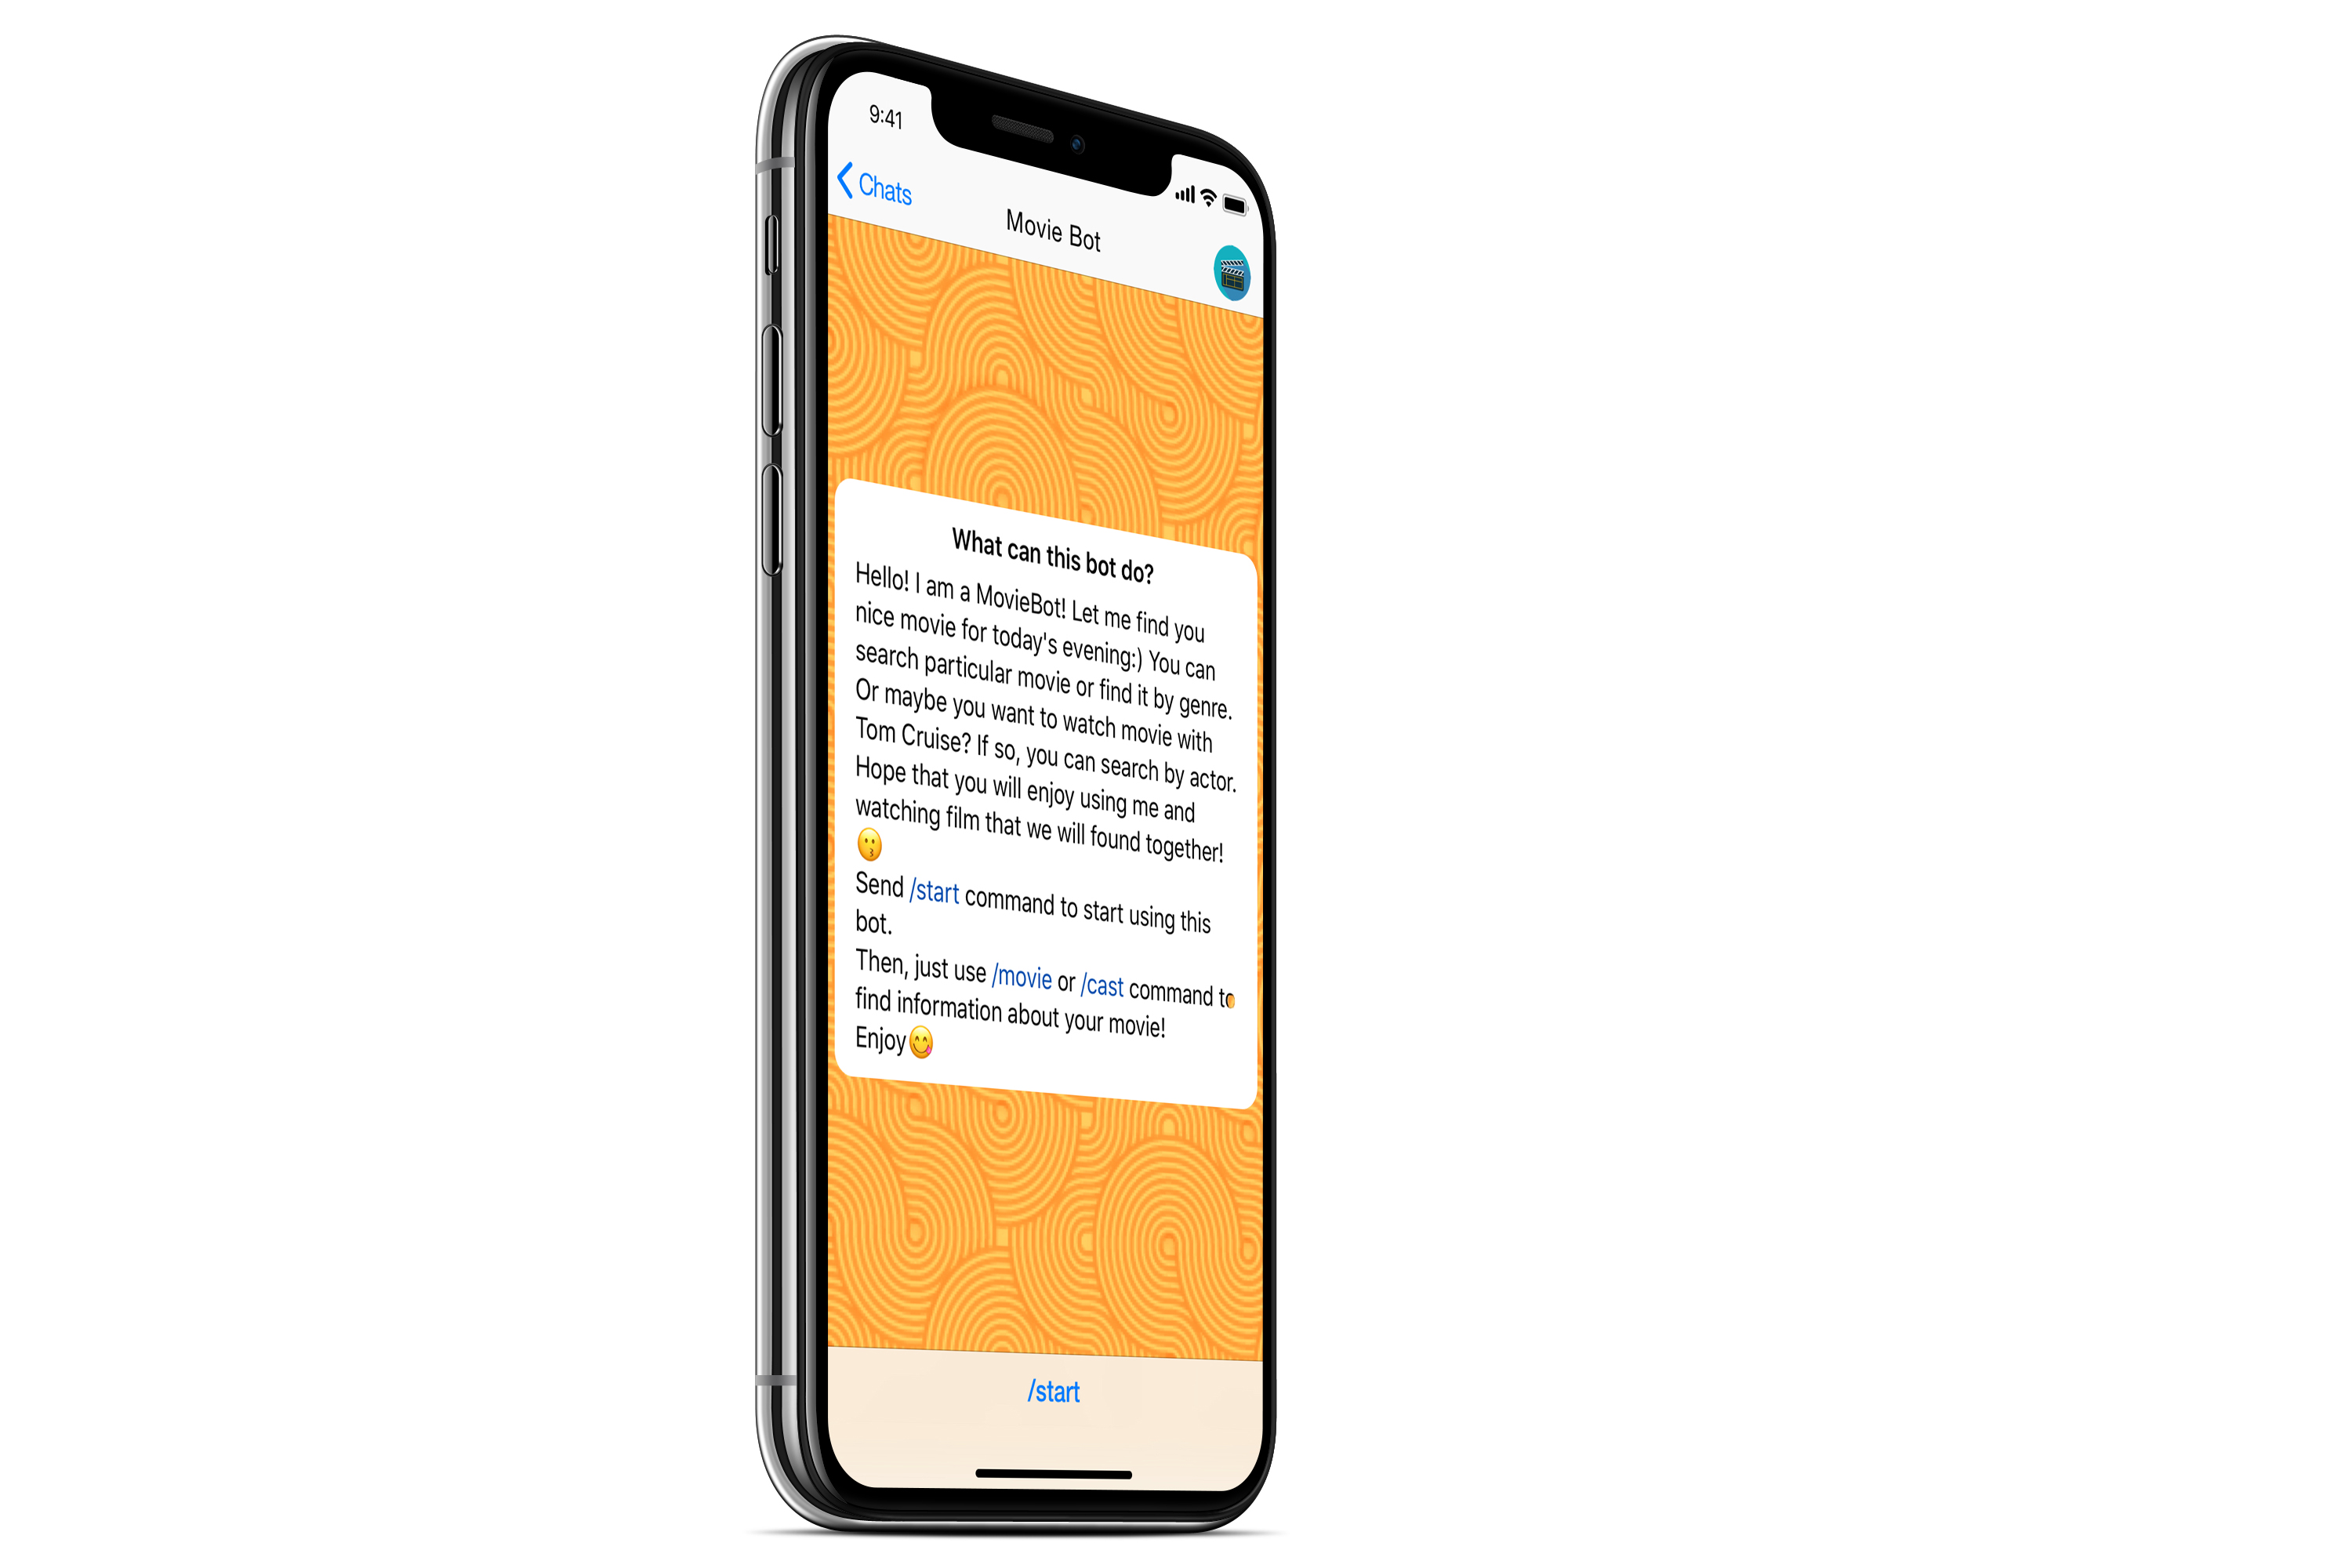 9:41
Chats
Movie Bot
What can this bot do?
Hello! I am a MovieBot! Let me find you
nice movie for today's evening:) You can
search particular movie or find it by genre.
Or maybe you want to watch movie with
Tom Cruise? If so, you can search by actor.
Hope that you will enjoy using me and
watching film that we will found together!
😗
Send /start command to start using this
bot.
Then, just use /movie or /cast command to
find information about your movie!
Enjoy😋
/start